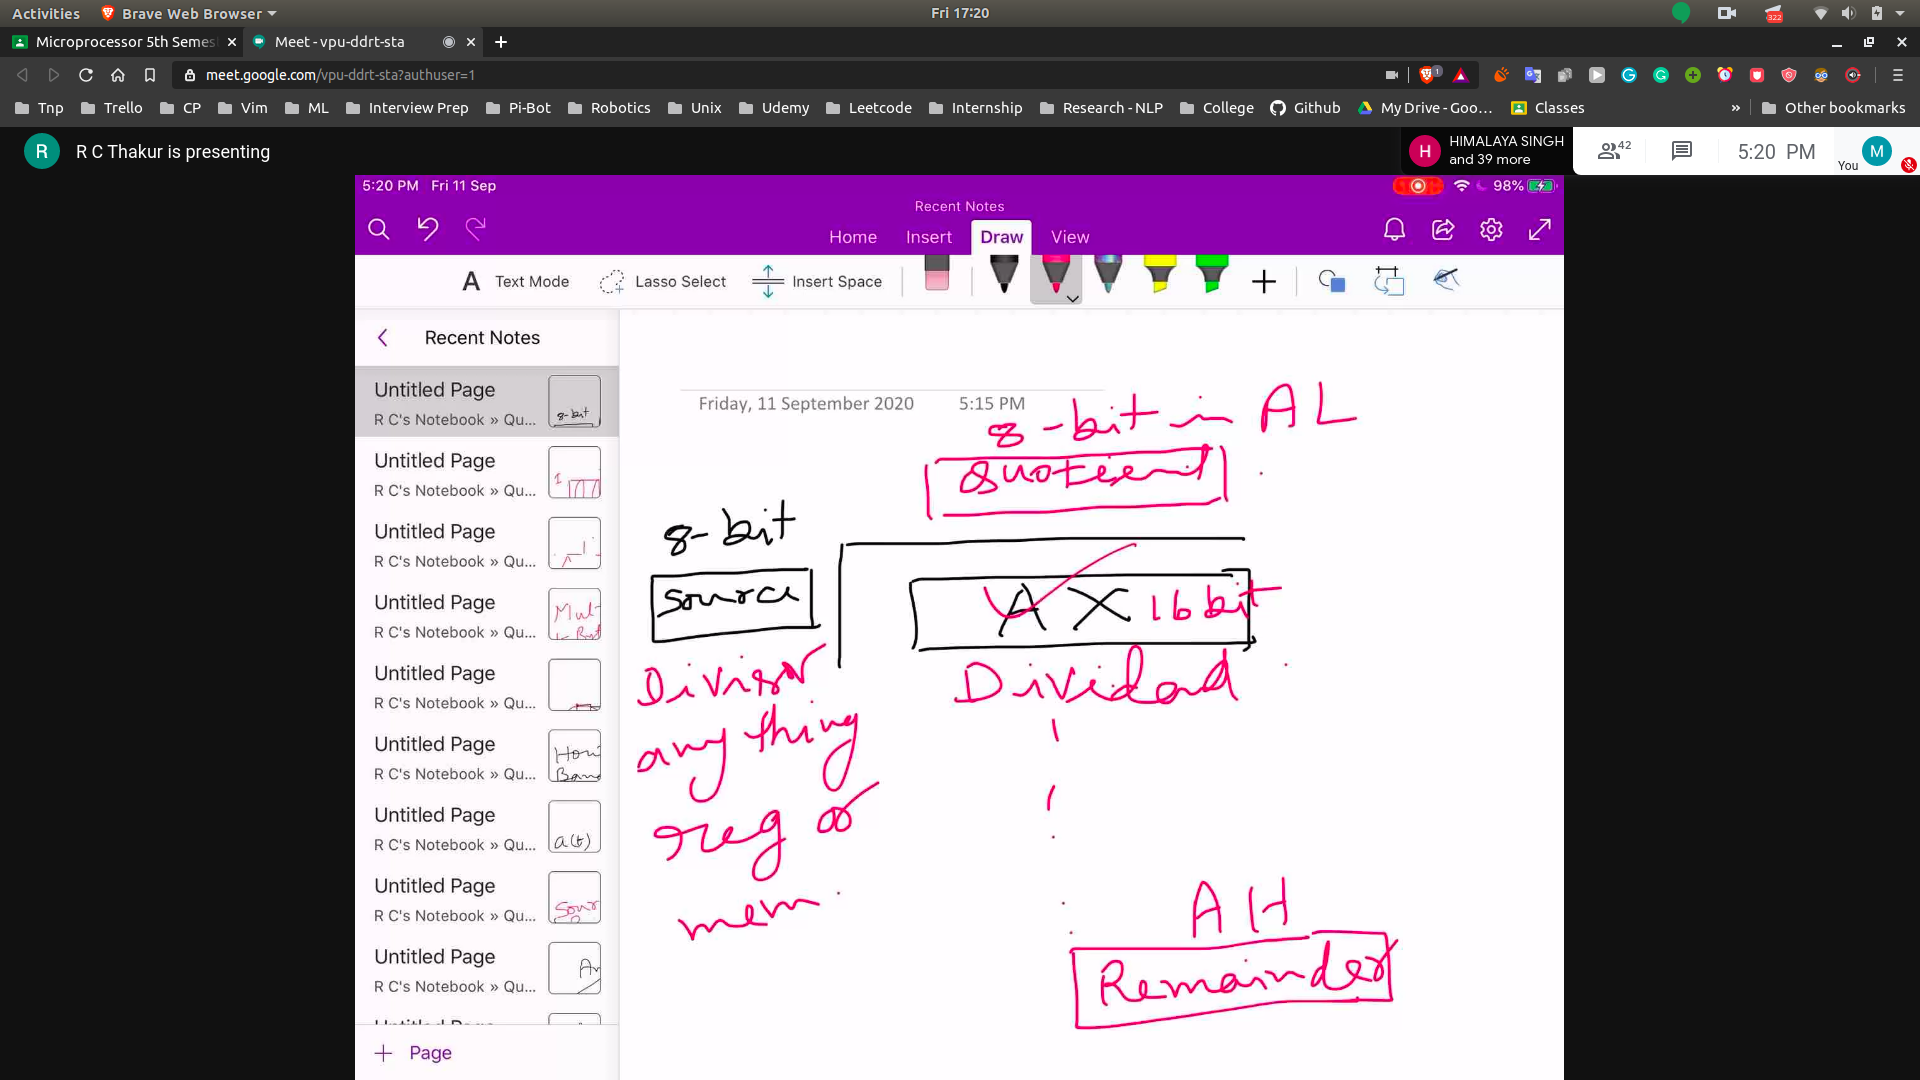 Activities Brave Web Browser Fri 17:20 322
Microprocessor 5th Semes Meet - vpu-ddrt-sta
meet.google.com/vpu-ddrt-sta?authuser=1 1
Tnp Trello CP Vim ML Interview Prep Pi-Bot Robotics Unix Udemy Leetcode Internship Research - NLP College Github My Drive - Goo... Classes » Other bookmarks
R R C Thakur is presenting H HIMALAYA SINGH and 39 more 42 5:20 PM You M
5:20 PM Fri 11 Sep 98%
Recent Notes
Home Insert Draw View
A Text Mode Lasso Select Insert Space
Recent Notes
Untitled Page
R C's Notebook » Qu...
8-bit
Untitled Page
R C's Notebook » Qu...
Untitled Page
R C's Notebook » Qu...
Untitled Page
R C's Notebook » Qu...
Mul-
Untitled Page
R C's Notebook » Qu...
Untitled Page
R C's Notebook » Qu...
Untitled Page
R C's Notebook » Qu...
a(t)
Untitled Page
R C's Notebook » Qu...
Sour
Untitled Page
R C's Notebook » Qu...
Page
Friday, 11 September 2020 5:15 PM
8-bit in AL
quotient
8-bit
source
AX 16 bit
Divisor
Dividend
anything
reg or
mem
AH
Remainder